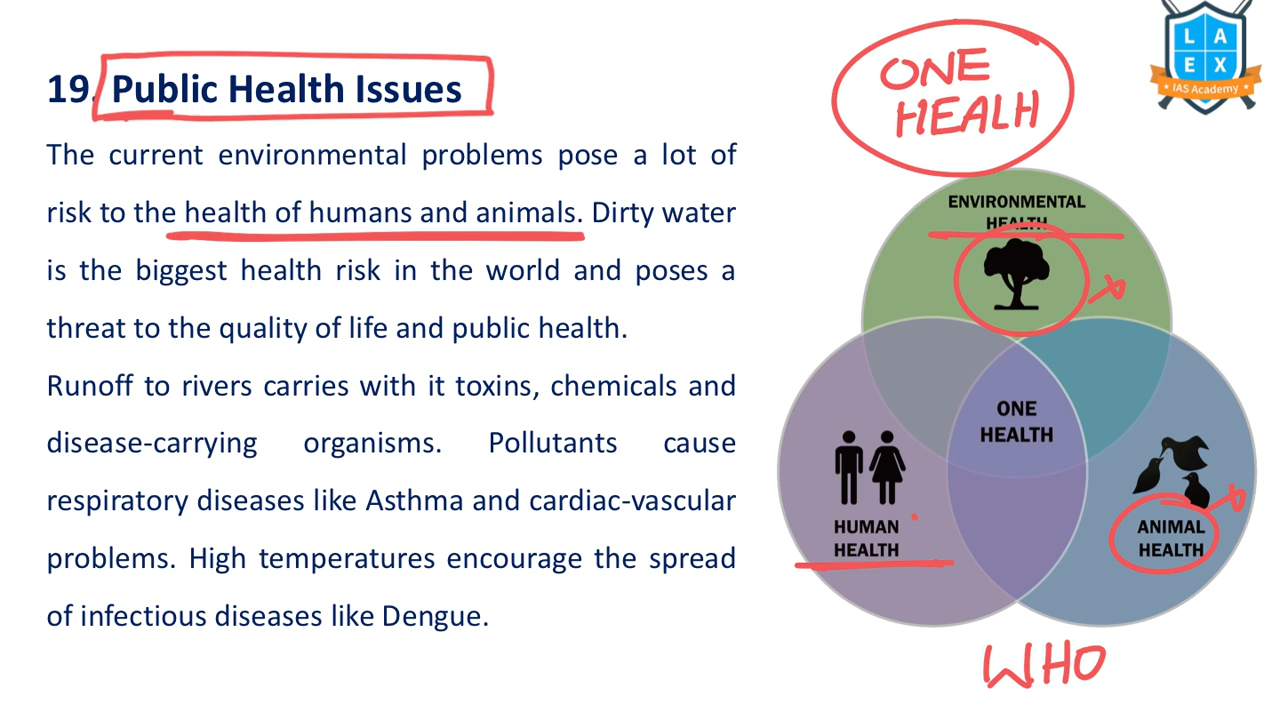 19. Public Health Issues
The current environmental problems pose a lot of
risk to the health of humans and animals. Dirty water
is the biggest health risk in the world and poses a
threat to the quality of life and public health.
Runoff to rivers carries with it toxins, chemicals and
disease-carrying organisms. Pollutants cause
respiratory diseases like Asthma and cardiac-vascular
problems. High temperatures encourage the spread
of infectious diseases like Dengue.
ONE
HEALH
L A
E X
IAS Academy
ENVIRONMENTAL
HEALTH
ONE
HEALTH
HUMAN
HEALTH
ANIMAL
HEALTH
WHO